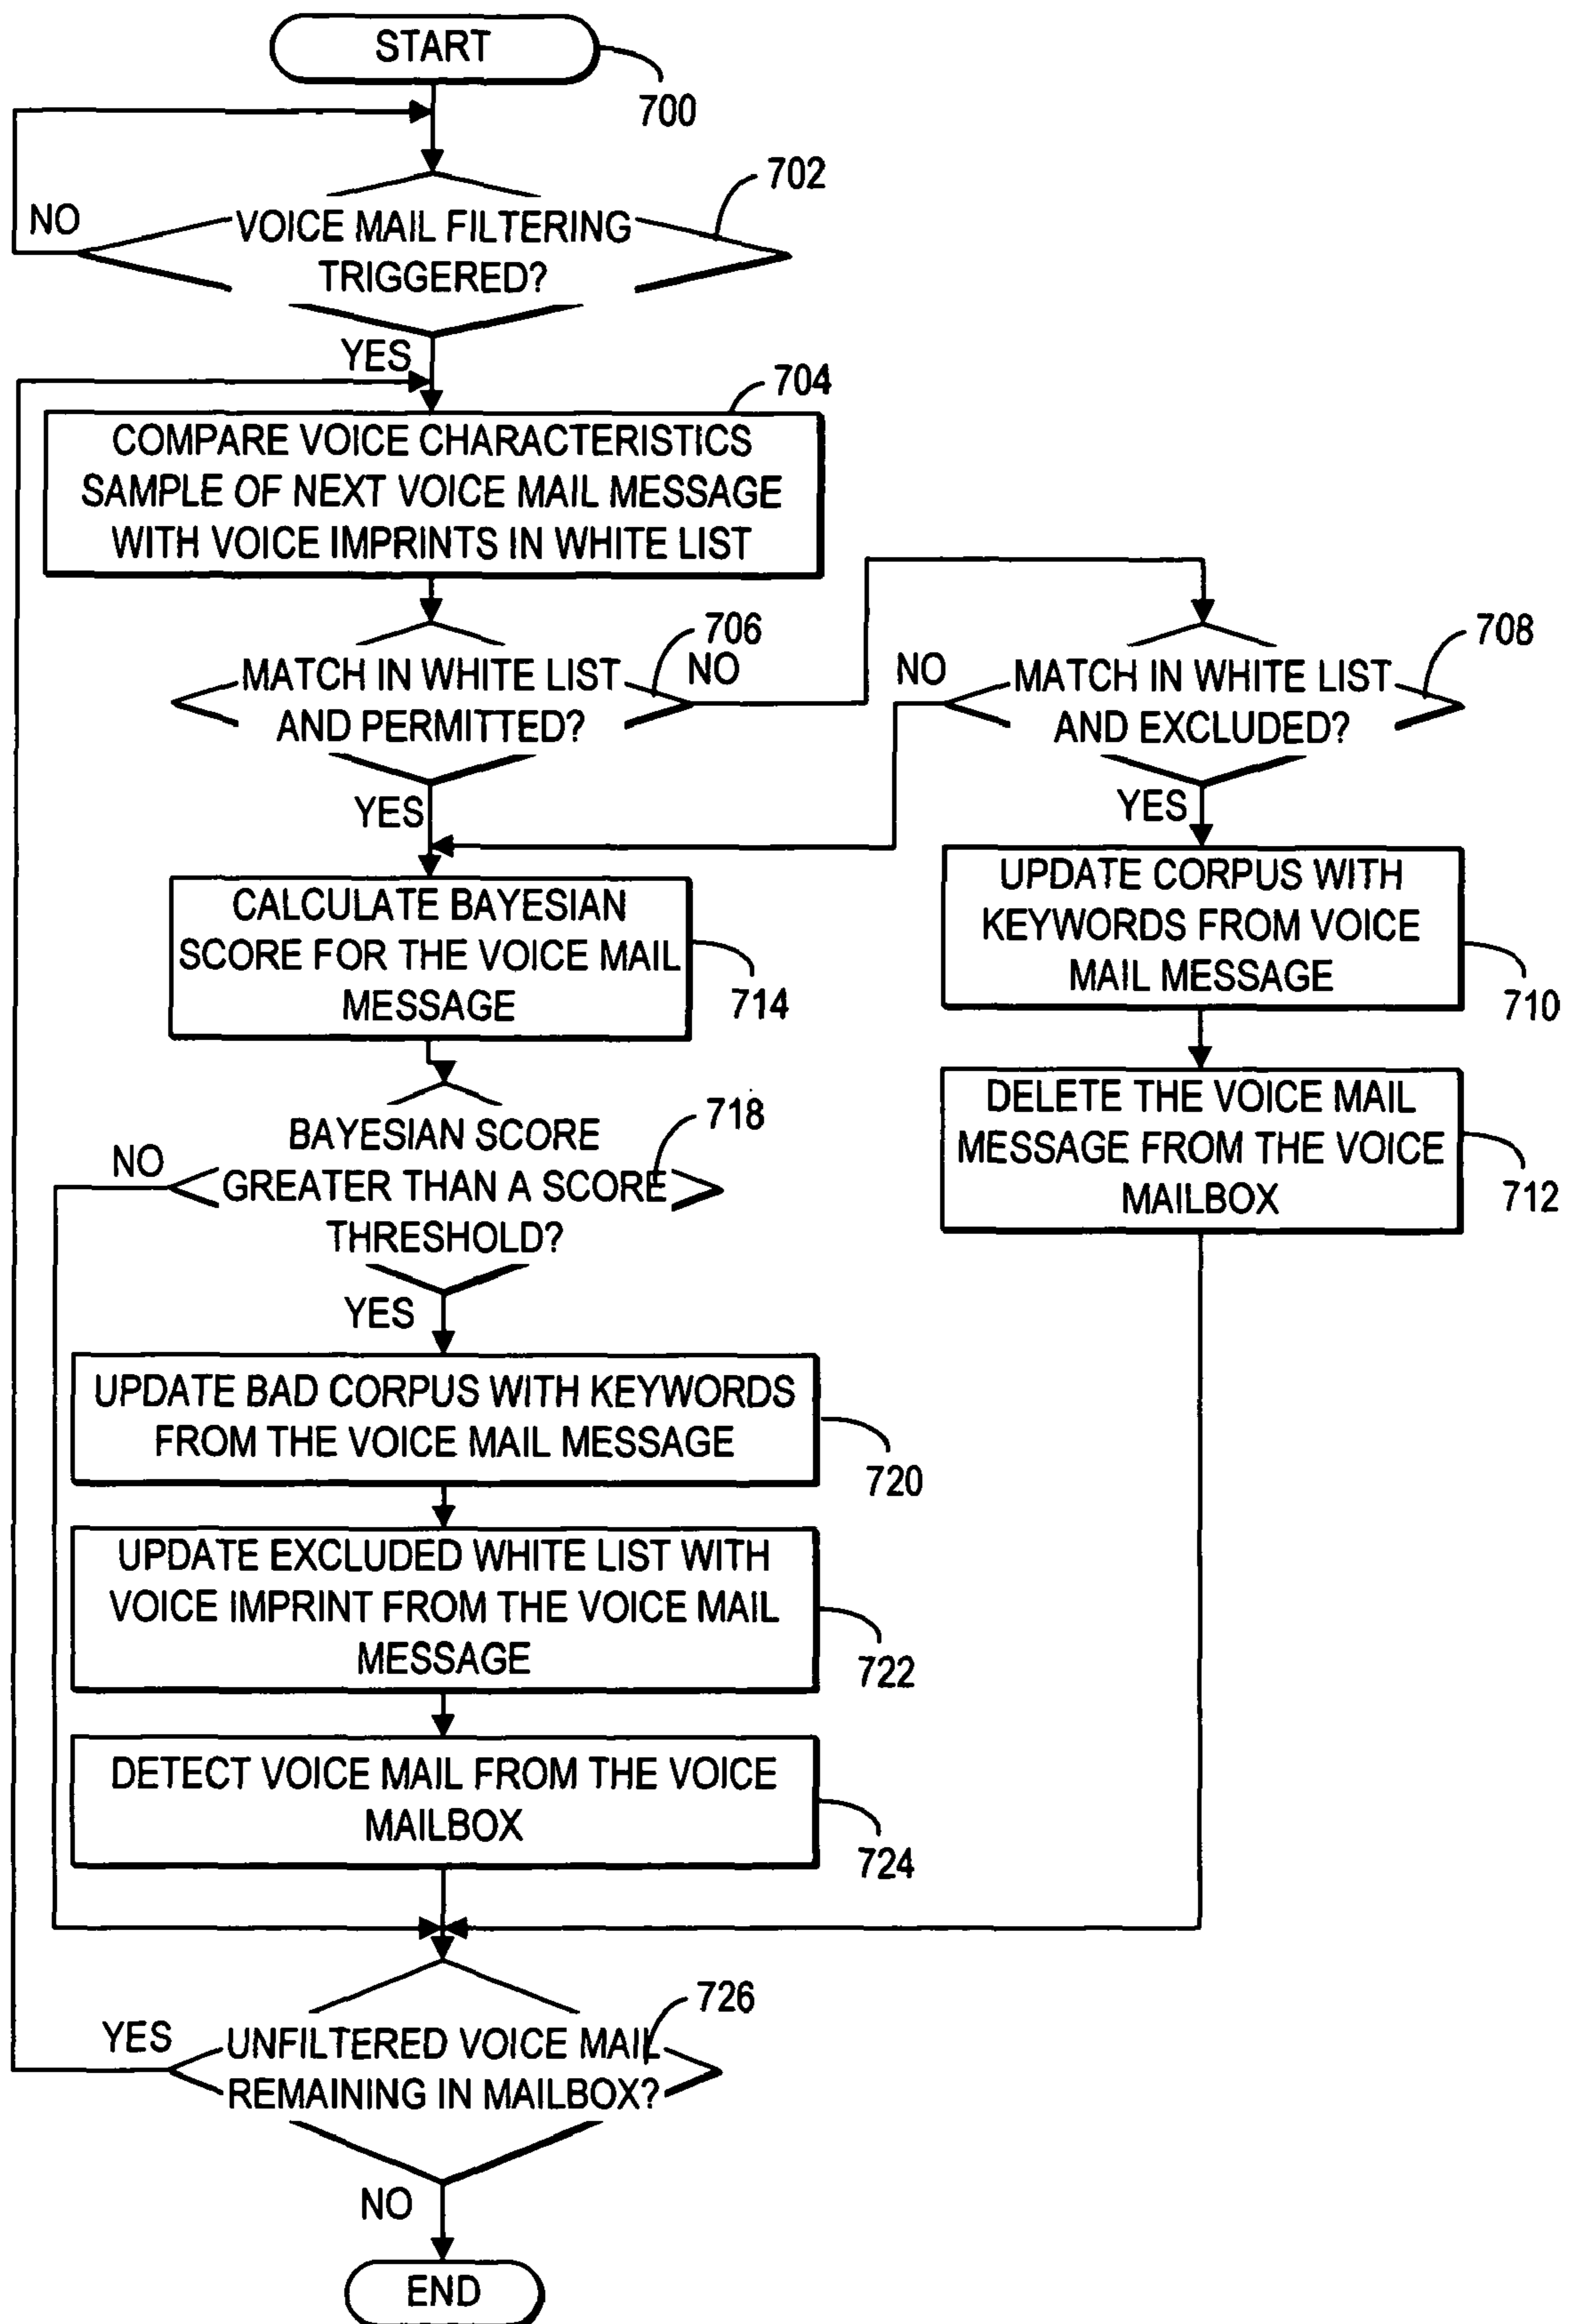 START
700
702
NO
VOICE MAIL FILTERING
TRIGGERED?
YES
704
COMPARE VOICE CHARACTERISTICS
SAMPLE OF NEXT VOICE MAIL MESSAGE
WITH VOICE IMPRINTS IN WHITE LIST
706
MATCH IN WHITE LIST
AND PERMITTED?
NO
YES
708
NO
MATCH IN WHITE LIST
AND EXCLUDED?
YES
UPDATE CORPUS WITH
KEYWORDS FROM VOICE
MAIL MESSAGE
710
DELETE THE VOICE MAIL
MESSAGE FROM THE VOICE
MAILBOX
712
CALCULATE BAYESIAN
SCORE FOR THE VOICE MAIL
MESSAGE
714
718
NO
BAYESIAN SCORE
GREATER THAN A SCORE
THRESHOLD?
YES
UPDATE BAD CORPUS WITH KEYWORDS
FROM THE VOICE MAIL MESSAGE
720
UPDATE EXCLUDED WHITE LIST WITH
VOICE IMPRINT FROM THE VOICE MAIL
MESSAGE
722
DETECT VOICE MAIL FROM THE VOICE
MAILBOX
724
726
YES
UNFILTERED VOICE MAIL
REMAINING IN MAILBOX?
NO
END